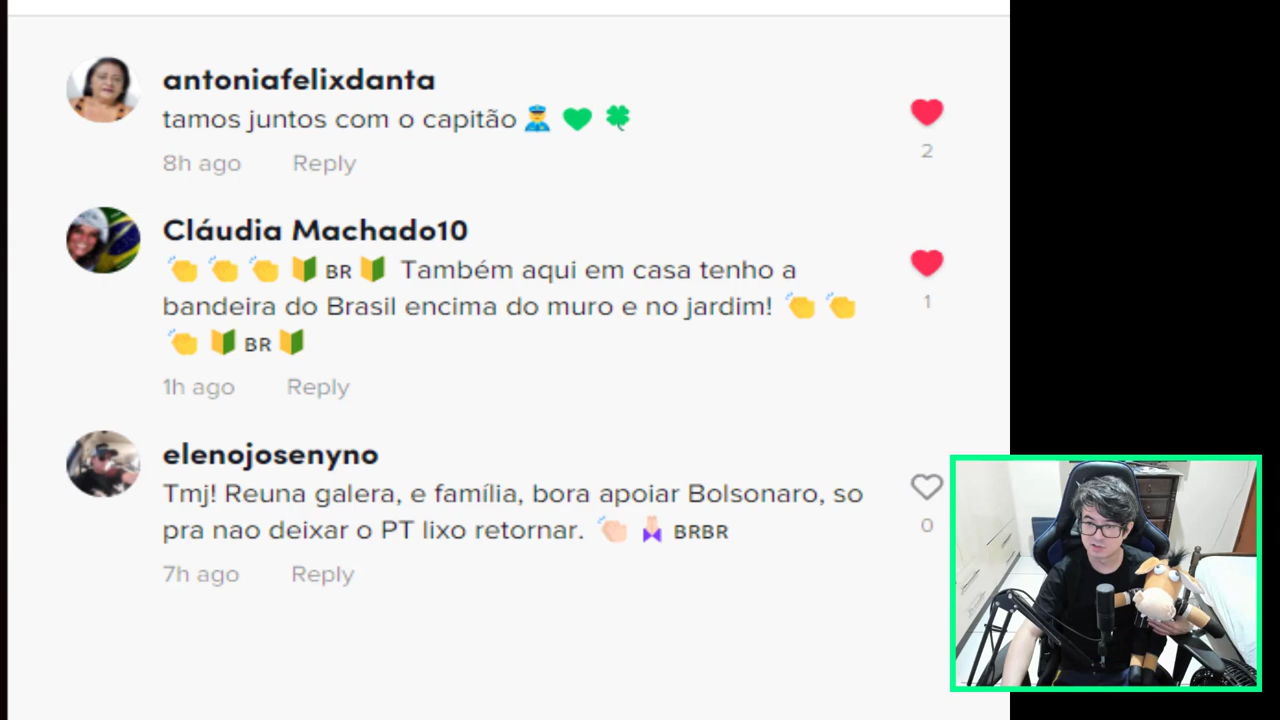 antoniafelixdanta
tamos juntos com o capitão👮💚🍀
2
8h ago Reply
Cláudia Machado10
👏👏👏🔰BR🔰 Também aqui em casa tenho a
bandeira do Brasil encima do muro e no jardim! 👏👏
👏🔰BR🔰
1
1h ago Reply
elenojosenyno
Tmj! Reuna galera, e família, bora apoiar Bolsonaro, so
pra nao deixar o PT lixo retornar. 👏🏻🙏🏻BRBR
0
7h ago Reply